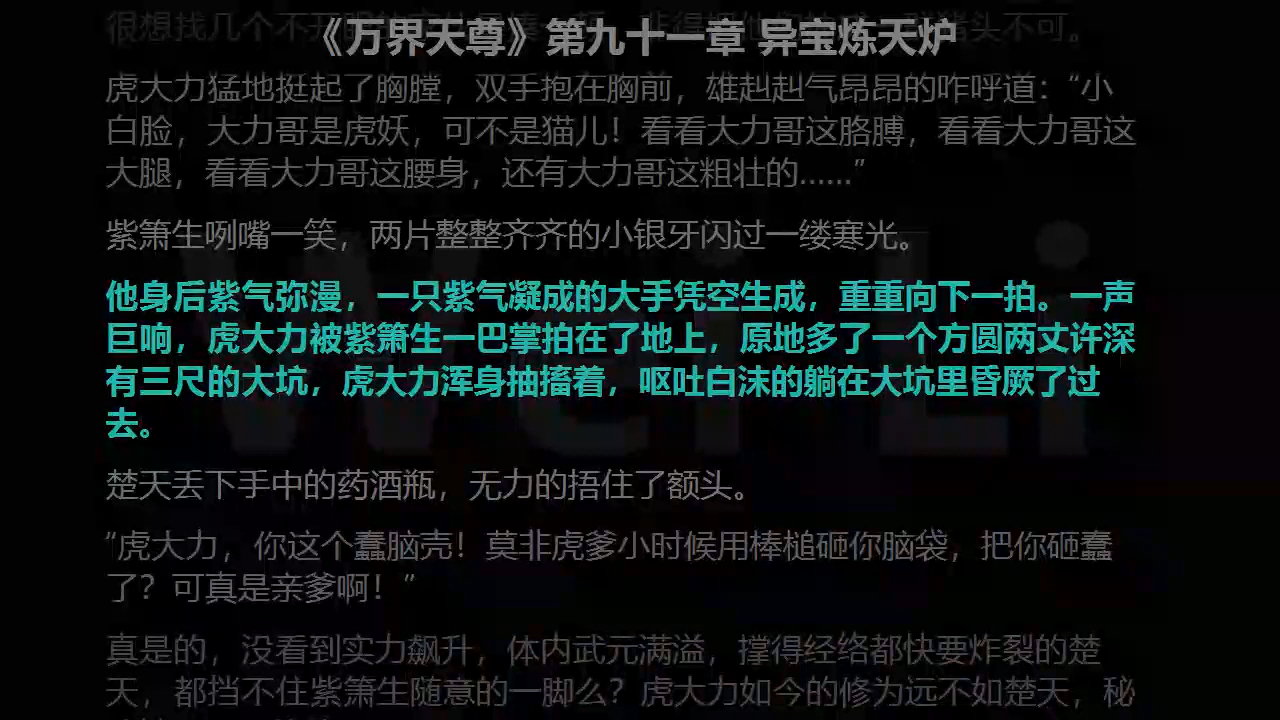 很想找几个不开
《万界天尊》第九十一章 异宝炼天炉
猪头不可。
虎大力猛地挺起了胸膛，双手抱在胸前，雄赳赳气昂昂的咋呼道：“小
白脸，大力哥是虎妖，可不是猫儿！看看大力哥这胳膊，看看大力哥这
大腿，看看大力哥这腰身，还有大力哥这粗壮的……”
紫箫生咧嘴一笑，两片整整齐齐的小银牙闪过一缕寒光。
他身后紫气弥漫，一只紫气凝成的大手凭空生成，重重向下一拍。一声
巨响，虎大力被紫箫生一巴掌拍在了地上，原地多了一个方圆两丈许深
有三尺的大坑，虎大力浑身抽搐着，呕吐白沫的躺在大坑里昏厥了过
去。
楚天丢下手中的药酒瓶，无力的捂住了额头。
“虎大力，你这个蠢脑壳！莫非虎爹小时候用棒槌砸你脑袋，把你砸蠢
了？可真是亲爹啊！”
真是的，没看到实力飙升，体内武元满溢，撑得经络都快要炸裂的楚
天，都挡不住紫箫生随意的一脚么？虎大力如今的修为远不如楚天，秘
Wei Li